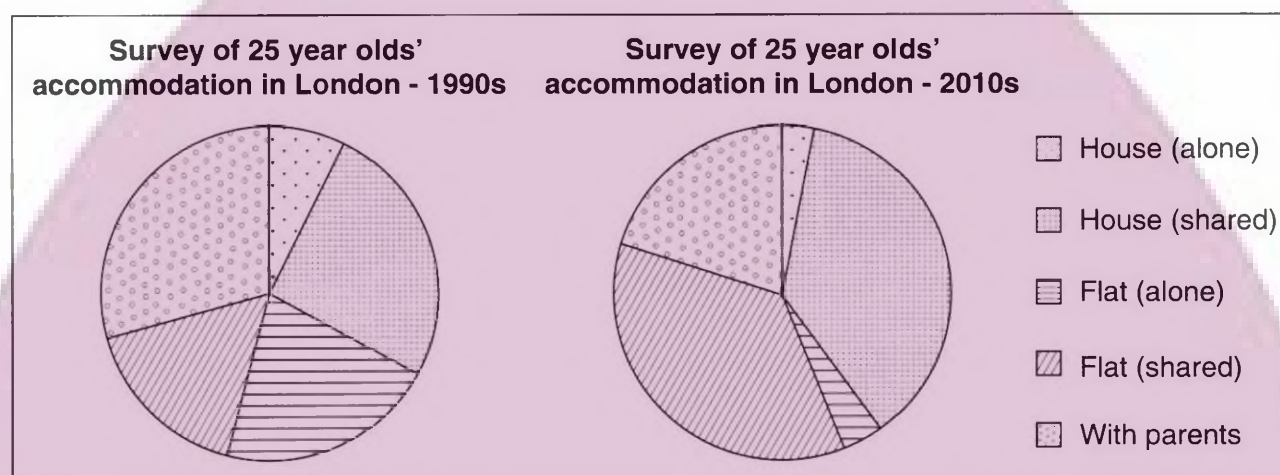 Survey of 25 year olds'
accommodation in London - 1990s
Survey of 25 year olds'
accommodation in London - 2010s
House (alone)
House (shared)
Flat (alone)
Flat (shared)
With parents